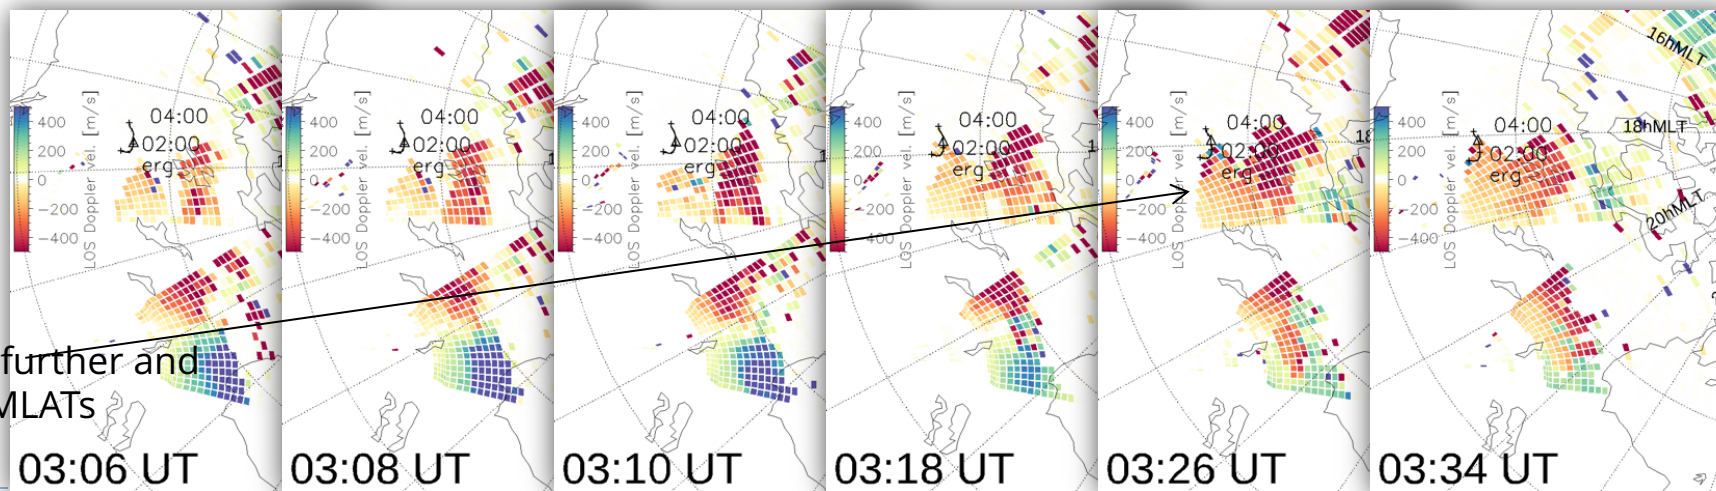 400
200
0
−200
−400
LOS Doppler vel. [m/s]
04:00
02:00
erg
1
03:06 UT
400
200
0
−200
−400
LOS Doppler vel. [m/s]
04:00
02:00
erg
1
03:08 UT
400
200
0
−200
−400
LOS Doppler vel. [m/s]
04:00
02:00
erg
1
03:10 UT
400
200
0
−200
400
LOS Doppler vel. [m/s]
04:00
02:00
erg
1
03:18 UT
400
200
0
−200
−400
LOS Doppler vel. [m/s]
04:00
02:00
erg
18
03:26 UT
400
200
0
−200
−400
LOS Doppler vel. [m/s]
04:00
02:00
erg
16hMLT
18hMLT
20hMLT
03:34 UT
further and
MLATs